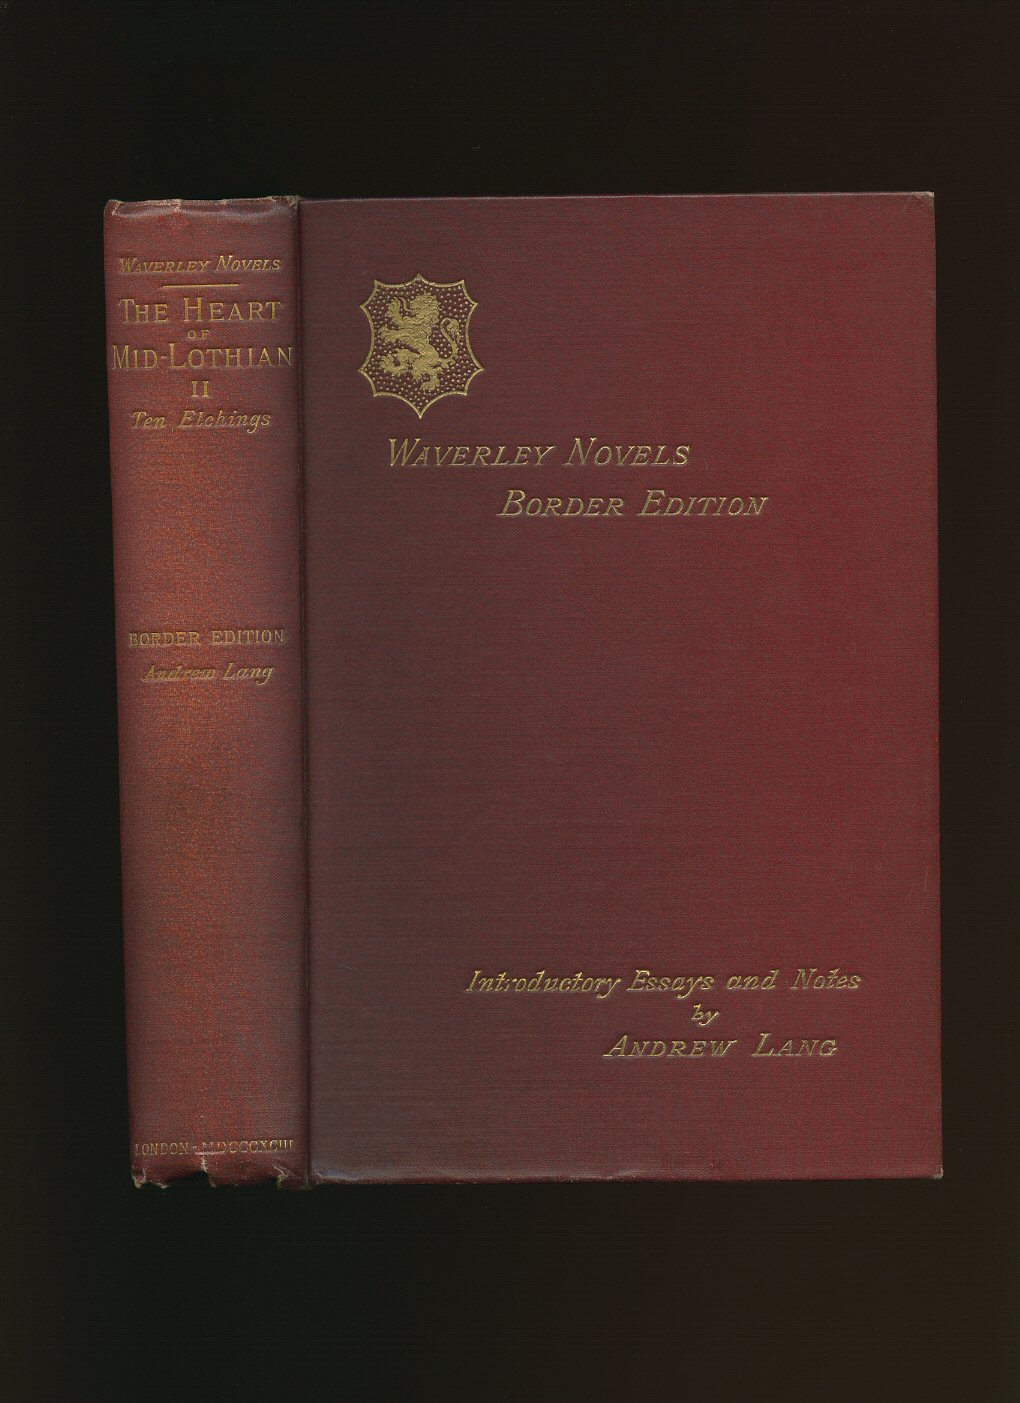 WAVERLEY NOVELS
THE HEART
OF
MID-LOTHIAN
II
Ten Etchings
BORDER EDITION
Andrew Lang
LONDON - MDCCCXCIII
WAVERLEY NOVELS
BORDER EDITION
Introductory Essays and Notes
by
ANDREW LANG